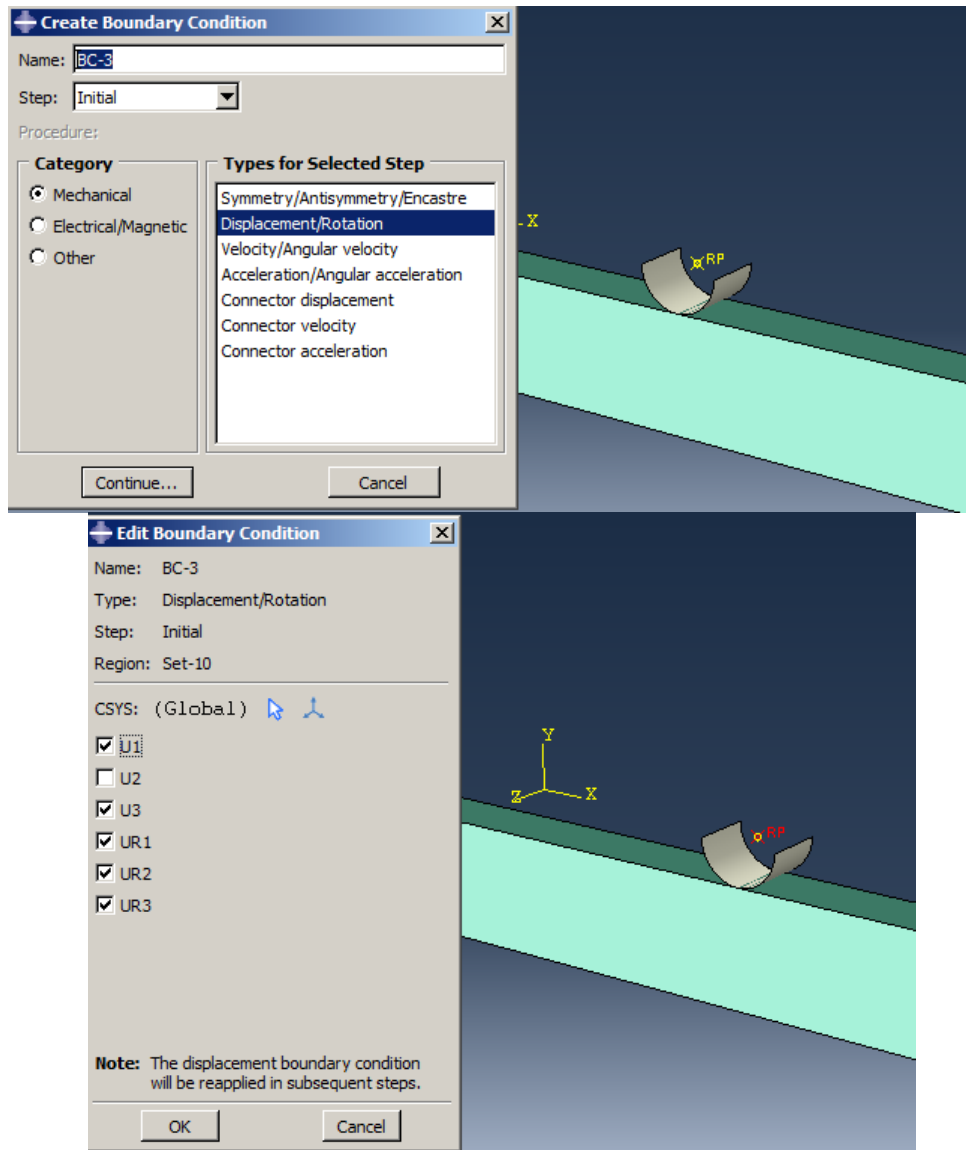 Create Boundary Condition
Name: BC-3
Step: Initial
Procedure:
Category
Mechanical
Electrical/Magnetic
Other
Types for Selected Step
Symmetry/Antisymmetry/Encastre
Displacement/Rotation
Velocity/Angular velocity
Acceleration/Angular acceleration
Connector displacement
Connector velocity
Connector acceleration
Continue...
Cancel
X
RP
Edit Boundary Condition
Name: BC-3
Type: Displacement/Rotation
Step: Initial
Region: Set-10
CSYS: (Global)
U1
U2
U3
UR1
UR2
UR3
Note: The displacement boundary condition
will be reapplied in subsequent steps.
OK
Cancel
Y
Z
X
RP